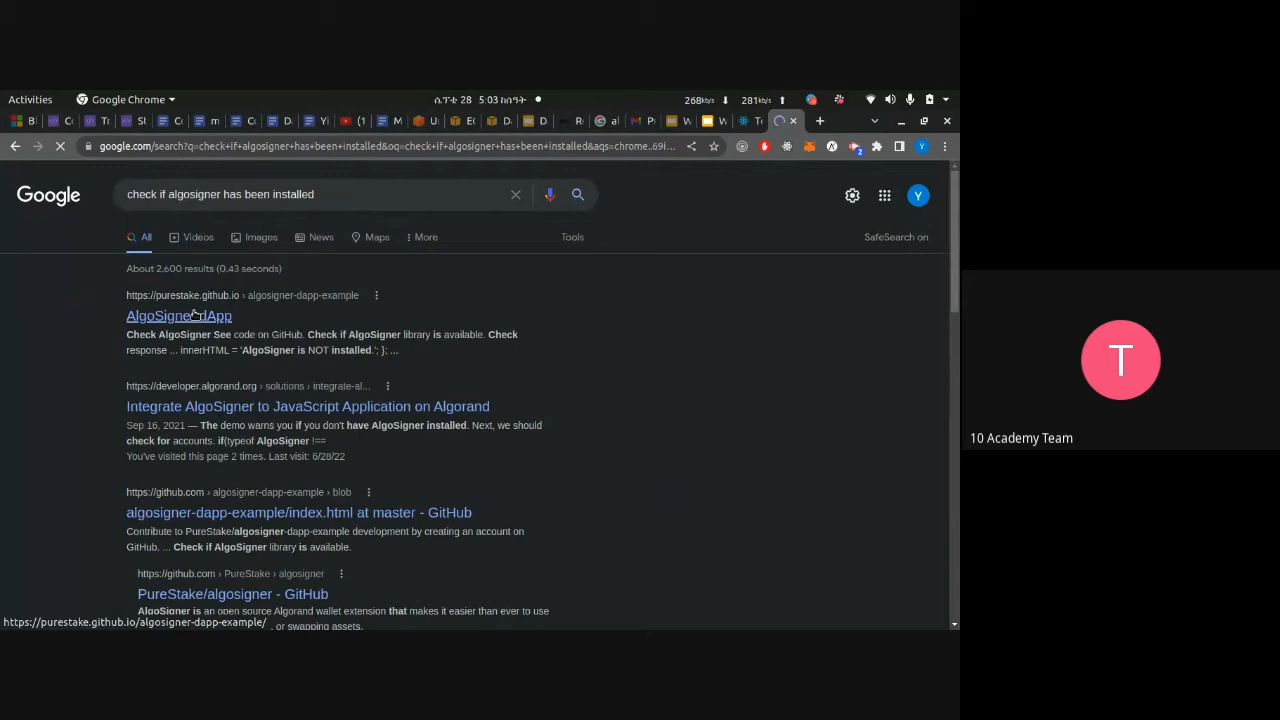 Activities
Google Chrome
ሴፕቴ 28 5:03 ከሰዓት
268kb/s
281kb/s
google.com/search?q=check+if+algosigner+has+been+installed&oq=check+if+algosigner+has+been+installed&aqs=chrome..69i...
Google
check if algosigner has been installed
All
Videos
Images
News
Maps
More
Tools
SafeSearch on
About 2,600 results (0.43 seconds)
https://purestake.github.io › algosigner-dapp-example
AlgoSigner dApp
Check AlgoSigner See code on GitHub. Check if AlgoSigner library is available. Check
response ... innerHTML = 'AlgoSigner is NOT installed.'; }; ...
https://developer.algorand.org › solutions › integrate-al...
Integrate AlgoSigner to JavaScript Application on Algorand
Sep 16, 2021 — The demo warns you if you don't have AlgoSigner installed. Next, we should
check for accounts. if(typeof AlgoSigner !==
You've visited this page 2 times. Last visit: 6/28/22
https://github.com › algosigner-dapp-example › blob
algosigner-dapp-example/index.html at master - GitHub
Contribute to PureStake/algosigner-dapp-example development by creating an account on
GitHub. ... Check if AlgoSigner library is available.
https://github.com › PureStake › algosigner
PureStake/algosigner - GitHub
AlgoSigner is an open source Algorand wallet extension that makes it easier than ever to use
, or swapping assets.
https://purestake.github.io/algosigner-dapp-example/
Y
T
10 Academy Team